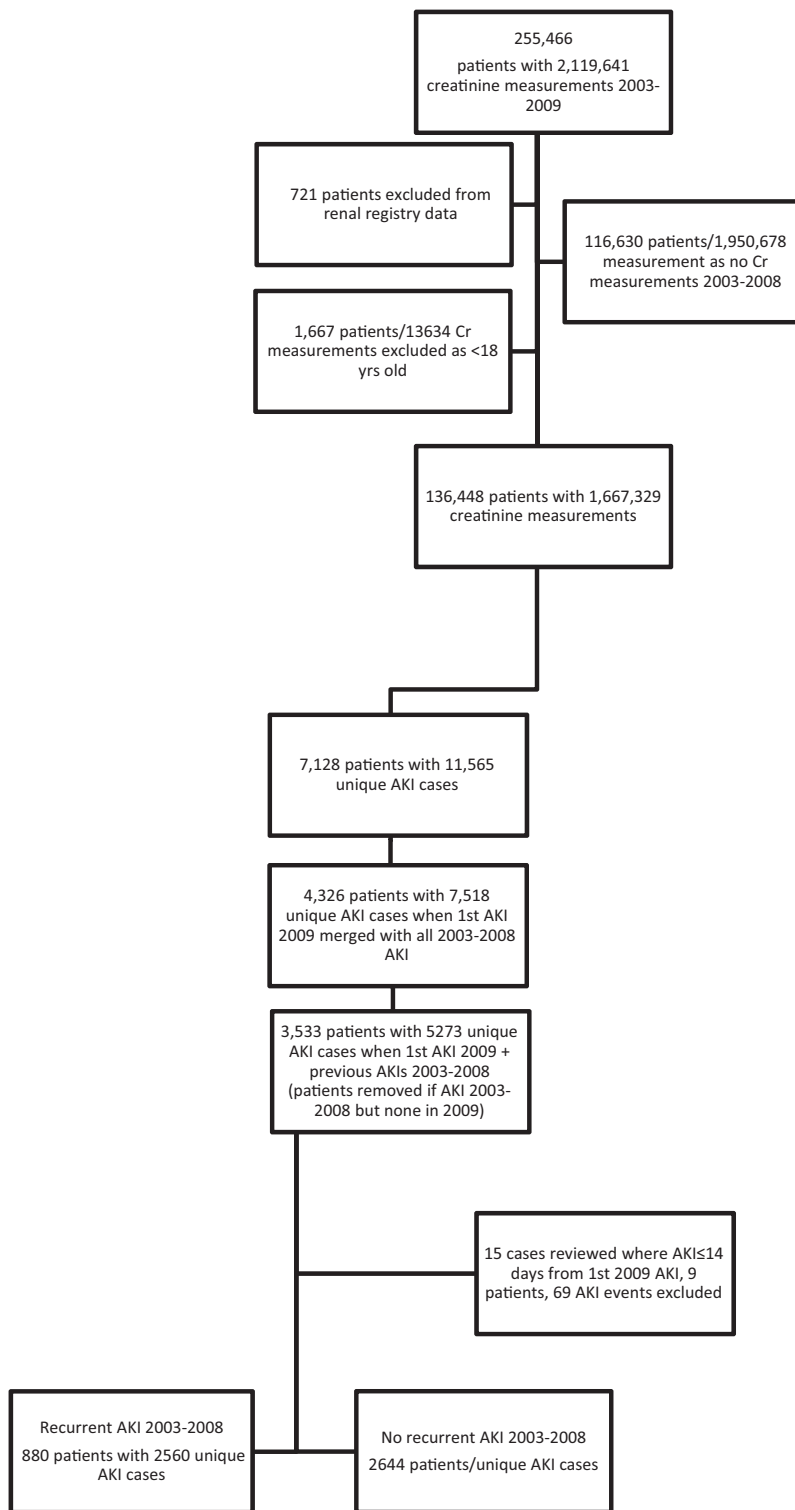 255,466
patients with 2,119,641
creatinine measurements 2003-
2009
721 patients excluded from
renal registry data
116,630 patients/1,950,678
measurement as no Cr
measurements 2003-2008
1,667 patients/13634 Cr
measurements excluded as <18
yrs old
136,448 patients with 1,667,329
creatinine measurements
7,128 patients with 11,565
unique AKI cases
4,326 patients with 7,518
unique AKI cases when 1st AKI
2009 merged with all 2003-2008
AKI
3,533 patients with 5273 unique
AKI cases when 1st AKI 2009 +
previous AKIs 2003-2008
(patients removed if AKI 2003-
2008 but none in 2009)
15 cases reviewed where AKI≤14
days from 1st 2009 AKI, 9
patients, 69 AKI events excluded
Recurrent AKI 2003-2008
880 patients with 2560 unique
AKI cases
No recurrent AKI 2003-2008
2644 patients/unique AKI cases